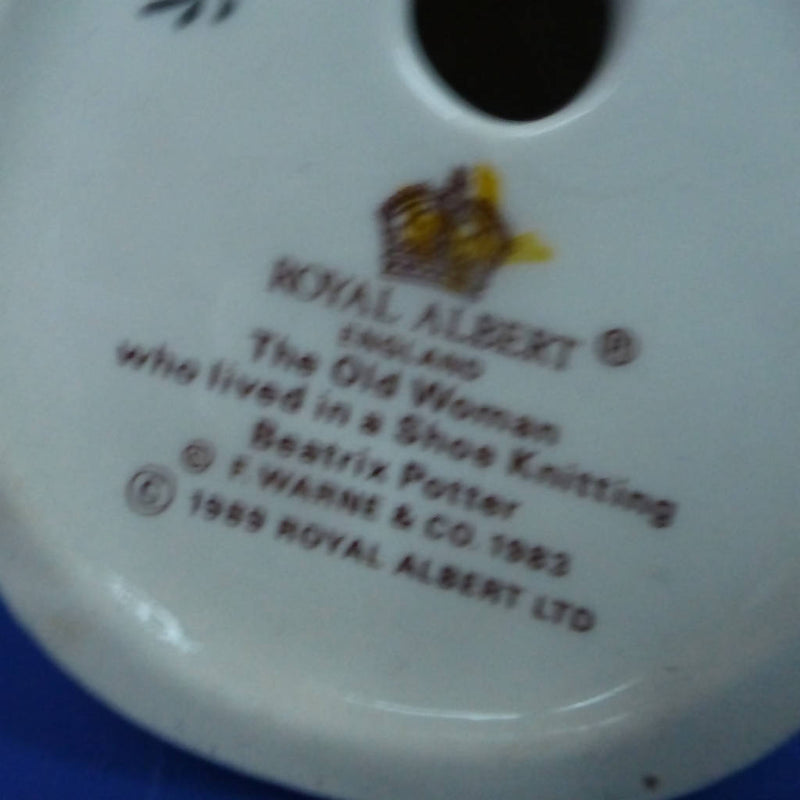 ROYAL ALBERT ®
ENGLAND
The Old Woman
who lived in a Shoe Knitting
Beatrix Potter
© F. WARNE & CO. 1983
© 1989 ROYAL ALBERT LTD